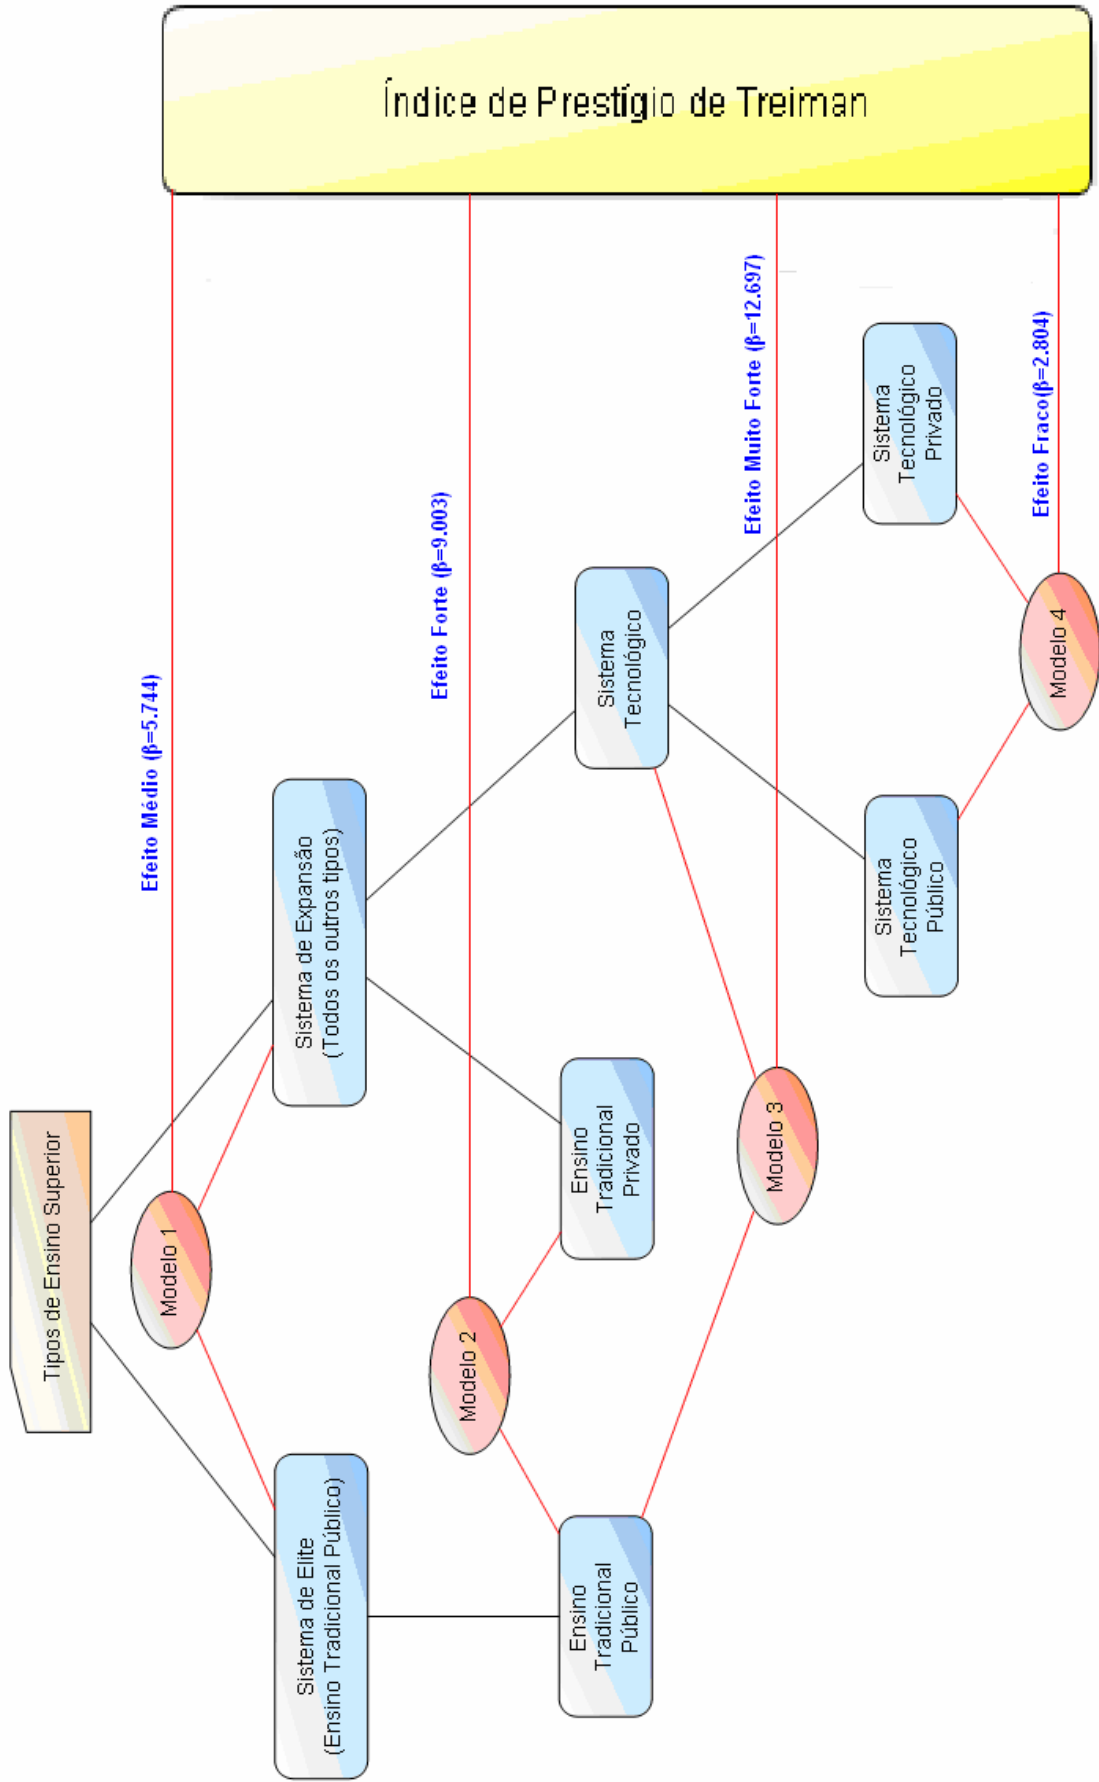 Tipos de Ensino Superior
Modelo 1
Efeito Médio (β=5.744)
Sistema de Elite
(Ensino Tradicional Público)
Sistema de Expansão
(Todos os outros tipos)
Modelo 2
Efeito Forte (β=9.003)
Ensino
Tradicional
Público
Ensino
Tradicional
Privado
Sistema
Tecnológico
Modelo 3
Efeito Muito Forte (β=12.697)
Sistema
Tecnológico
Público
Sistema
Tecnológico
Privado
Modelo 4
Efeito Fraco(β=2.804)
Índice de Prestígio de Treiman